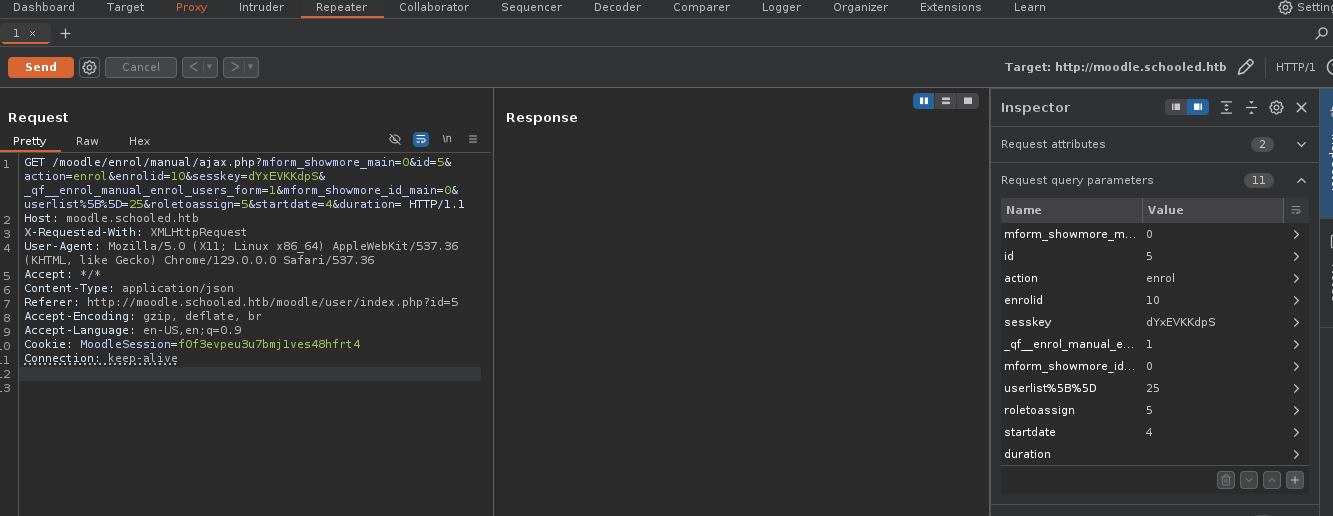 Dashboard Target Proxy Intruder Repeater Collaborator Sequencer Decoder Comparer Logger Organizer Extensions Learn
1 × +
Send Cancel < > Target: http://moodle.schooled.htb HTTP/1
Request
Pretty Raw Hex \n
1 GET /moodle/enrol/manual/ajax.php?mform_showmore_main=0&id=5&
action=enrol&enrolid=10&sesskey=dYxEVKKdpS&
_qf__enrol_manual_enrol_users_form=1&mform_showmore_id_main=0&
userlist%5B%5D=25&roletoassign=5&startdate=4&duration= HTTP/1.1
2 Host: moodle.schooled.htb
3 X-Requested-With: XMLHttpRequest
4 User-Agent: Mozilla/5.0 (X11; Linux x86_64) AppleWebKit/537.36
(KHTML, like Gecko) Chrome/129.0.0.0 Safari/537.36
5 Accept: */*
6 Content-Type: application/json
7 Referer: http://moodle.schooled.htb/moodle/user/index.php?id=5
8 Accept-Encoding: gzip, deflate, br
9 Accept-Language: en-US,en;q=0.9
10 Cookie: MoodleSession=f0f3evpeu3u7bmj1ves48hfrt4
11 Connection: keep-alive
12
13
Response
Inspector
Request attributes 2
Request query parameters 11
Name Value
mform_showmore_m... 0
id 5
action enrol
enrolid 10
sesskey dYxEVKKdpS
_qf__enrol_manual_e... 1
mform_showmore_id... 0
userlist%5B%5D 25
roletoassign 5
startdate 4
duration